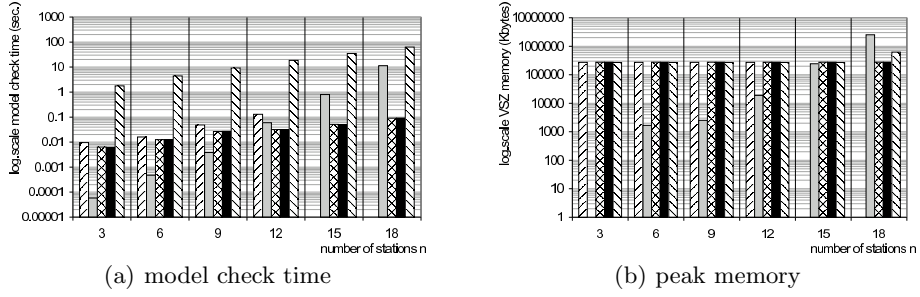 log.scale model check time (sec.)
1000
100
10
1
0.1
0.01
0.001
0.0001
0.00001
3 6 9 12 15 18
number of stations n
(a) model check time
log.scale VSZ memory (Kbytes)
10000000
1000000
100000
10000
1000
100
10
1
3 6 9 12 15 18
number of stations n
(b) peak memory